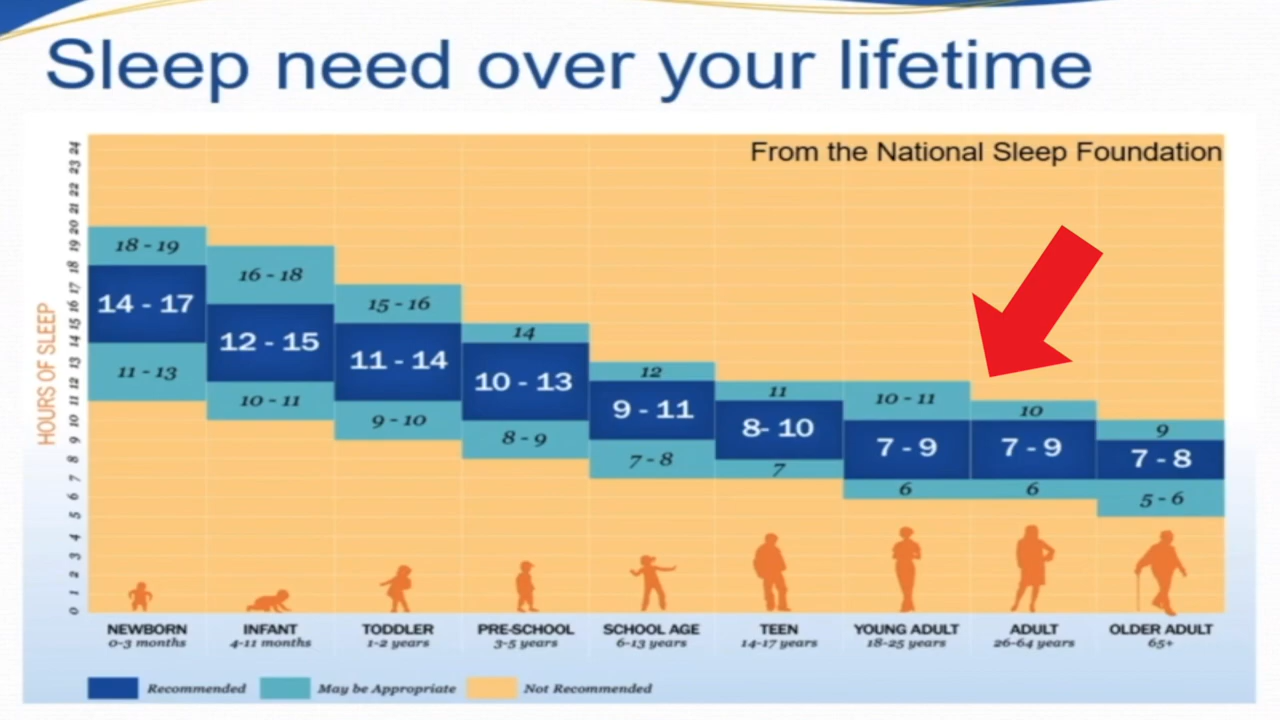 Sleep need over your lifetime
From the National Sleep Foundation
HOURS OF SLEEP
24
23
22
21
20
19
18
17
16
15
14
13
12
11
10
9
8
7
6
5
4
3
2
1
0
18 - 19
14 - 17
11 - 13
16 - 18
12 - 15
10 - 11
15 - 16
11 - 14
9 - 10
14
10 - 13
8 - 9
12
9 - 11
7 - 8
11
8- 10
7
10 - 11
7 - 9
6
10
7 - 9
6
9
7 - 8
5 - 6
NEWBORN
0-3 months
INFANT
4-11 months
TODDLER
1-2 years
PRE-SCHOOL
3-5 years
SCHOOL AGE
6-13 years
TEEN
14-17 years
YOUNG ADULT
18-25 years
ADULT
26-64 years
OLDER ADULT
65+
Recommended
May be Appropriate
Not Recommended